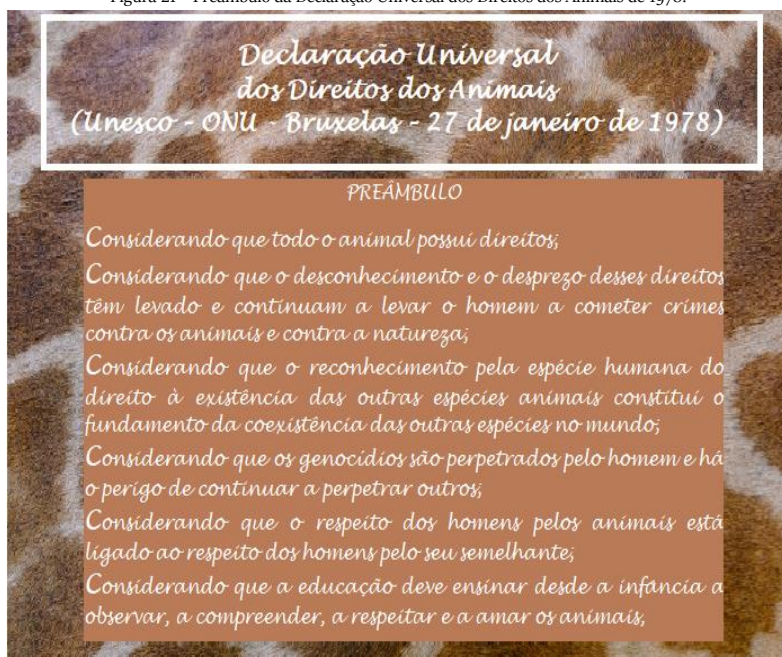 Figura 21 – Preâmbulo da Declaração Universal dos Direitos dos Animais de 1978.
Declaração Universal
dos Direitos dos Animais
(Unesco - ONU - Bruxelas - 27 de janeiro de 1978)
PREÂMBULO
Considerando que todo o animal possui direitos;
Considerando que o desconhecimento e o desprezo desses direitos
têm levado e continuam a levar o homem a cometer crimes
contra os animais e contra a natureza;
Considerando que o reconhecimento pela espécie humana do
direito à existência das outras espécies animais constitui o
fundamento da coexistência das outras espécies no mundo;
Considerando que os genocídios são perpetrados pelo homem e há
o perigo de continuar a perpetrar outros;
Considerando que o respeito dos homens pelos animais está
ligado ao respeito dos homens pelo seu semelhante;
Considerando que a educação deve ensinar desde a infância a
observar, a compreender, a respeitar e a amar os animais,